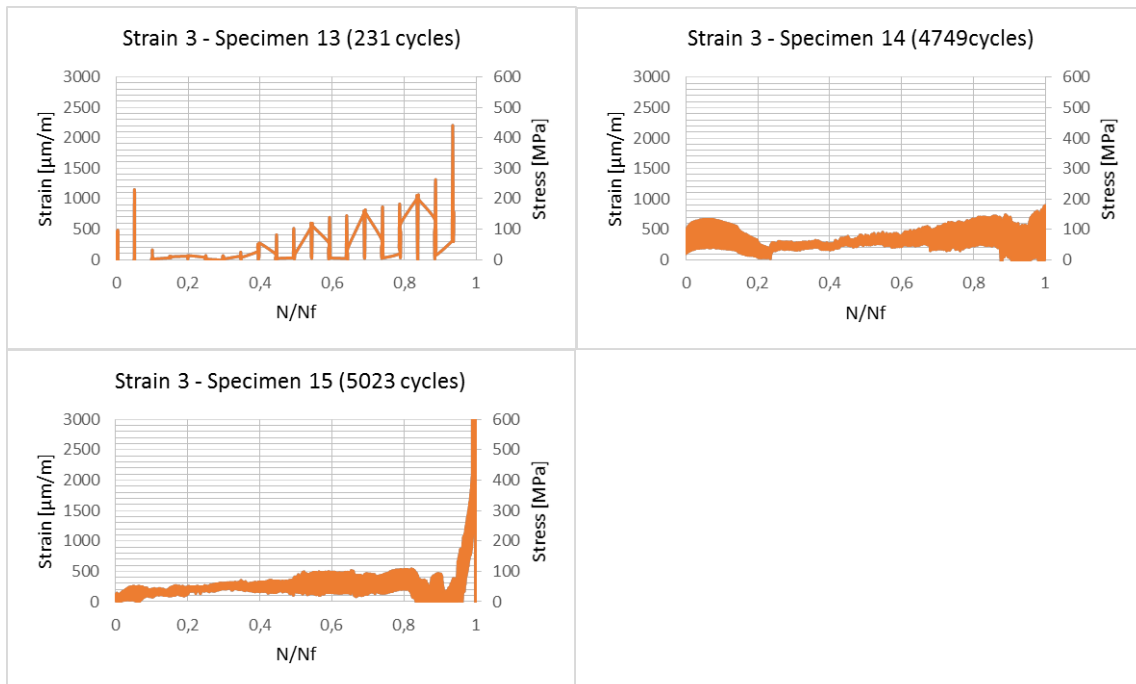 Strain 3 - Specimen 13 (231 cycles)
3000
2500
2000
1500
1000
500
0
Strain [µm/m]
600
500
400
300
200
100
0
Stress [MPa]
0 0,2 0,4 0,6 0,8 1
N/Nf
Strain 3 - Specimen 14 (4749cycles)
3000
2500
2000
1500
1000
500
0
Strain [µm/m]
600
500
400
300
200
100
0
Stress [MPa]
0 0,2 0,4 0,6 0,8 1
N/Nf
Strain 3 - Specimen 15 (5023 cycles)
3000
2500
2000
1500
1000
500
0
Strain [µm/m]
600
500
400
300
200
100
0
Stress [MPa]
0 0,2 0,4 0,6 0,8 1
N/Nf